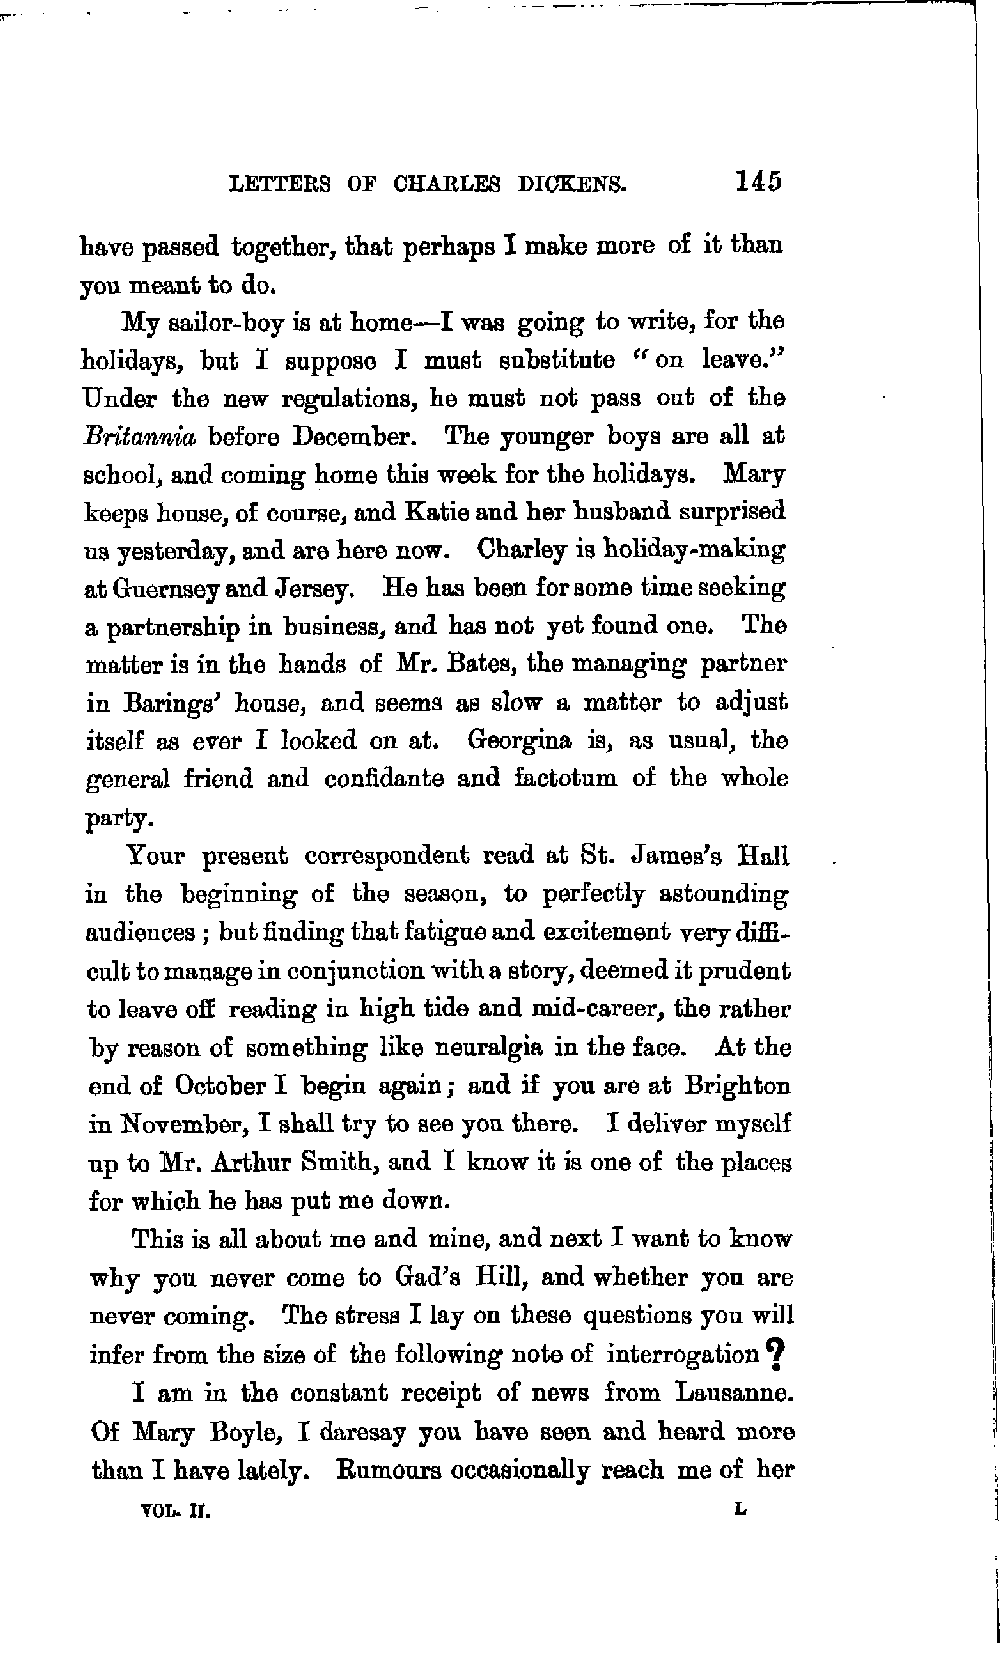 LETTERS OF CHARLES DICKENS. 145
have passed together, that perhaps I make more of it than
you meant to do.
My sailor-boy is at home—I was going to write, for the
holidays, but I suppose I must substitute “on leave.”
Under the new regulations, he must not pass out of the
Britannia before December. The younger boys are all at
school, and coming home this week for the holidays. Mary
keeps house, of course, and Katie and her husband surprised
us yesterday, and are here now. Charley is holiday-making
at Guernsey and Jersey. He has been for some time seeking
a partnership in business, and has not yet found one. The
matter is in the hands of Mr. Bates, the managing partner
in Barings’ house, and seems as slow a matter to adjust
itself as ever I looked on at. Georgina is, as usual, the
general friend and confidante and factotum of the whole
party.
Your present correspondent read at St. James’s Hall
in the beginning of the season, to perfectly astounding
audiences; but finding that fatigue and excitement very diffi-
cult to manage in conjunction with a story, deemed it prudent
to leave off reading in high tide and mid-career, the rather
by reason of something like neuralgia in the face. At the
end of October I begin again; and if you are at Brighton
in November, I shall try to see you there. I deliver myself
up to Mr. Arthur Smith, and I know it is one of the places
for which he has put me down.
This is all about me and mine, and next I want to know
why you never come to Gad’s Hill, and whether you are
never coming. The stress I lay on these questions you will
infer from the size of the following note of interrogation ?
I am in the constant receipt of news from Lausanne.
Of Mary Boyle, I daresay you have seen and heard more
than I have lately. Rumours occasionally reach me of her
VOL. II. L